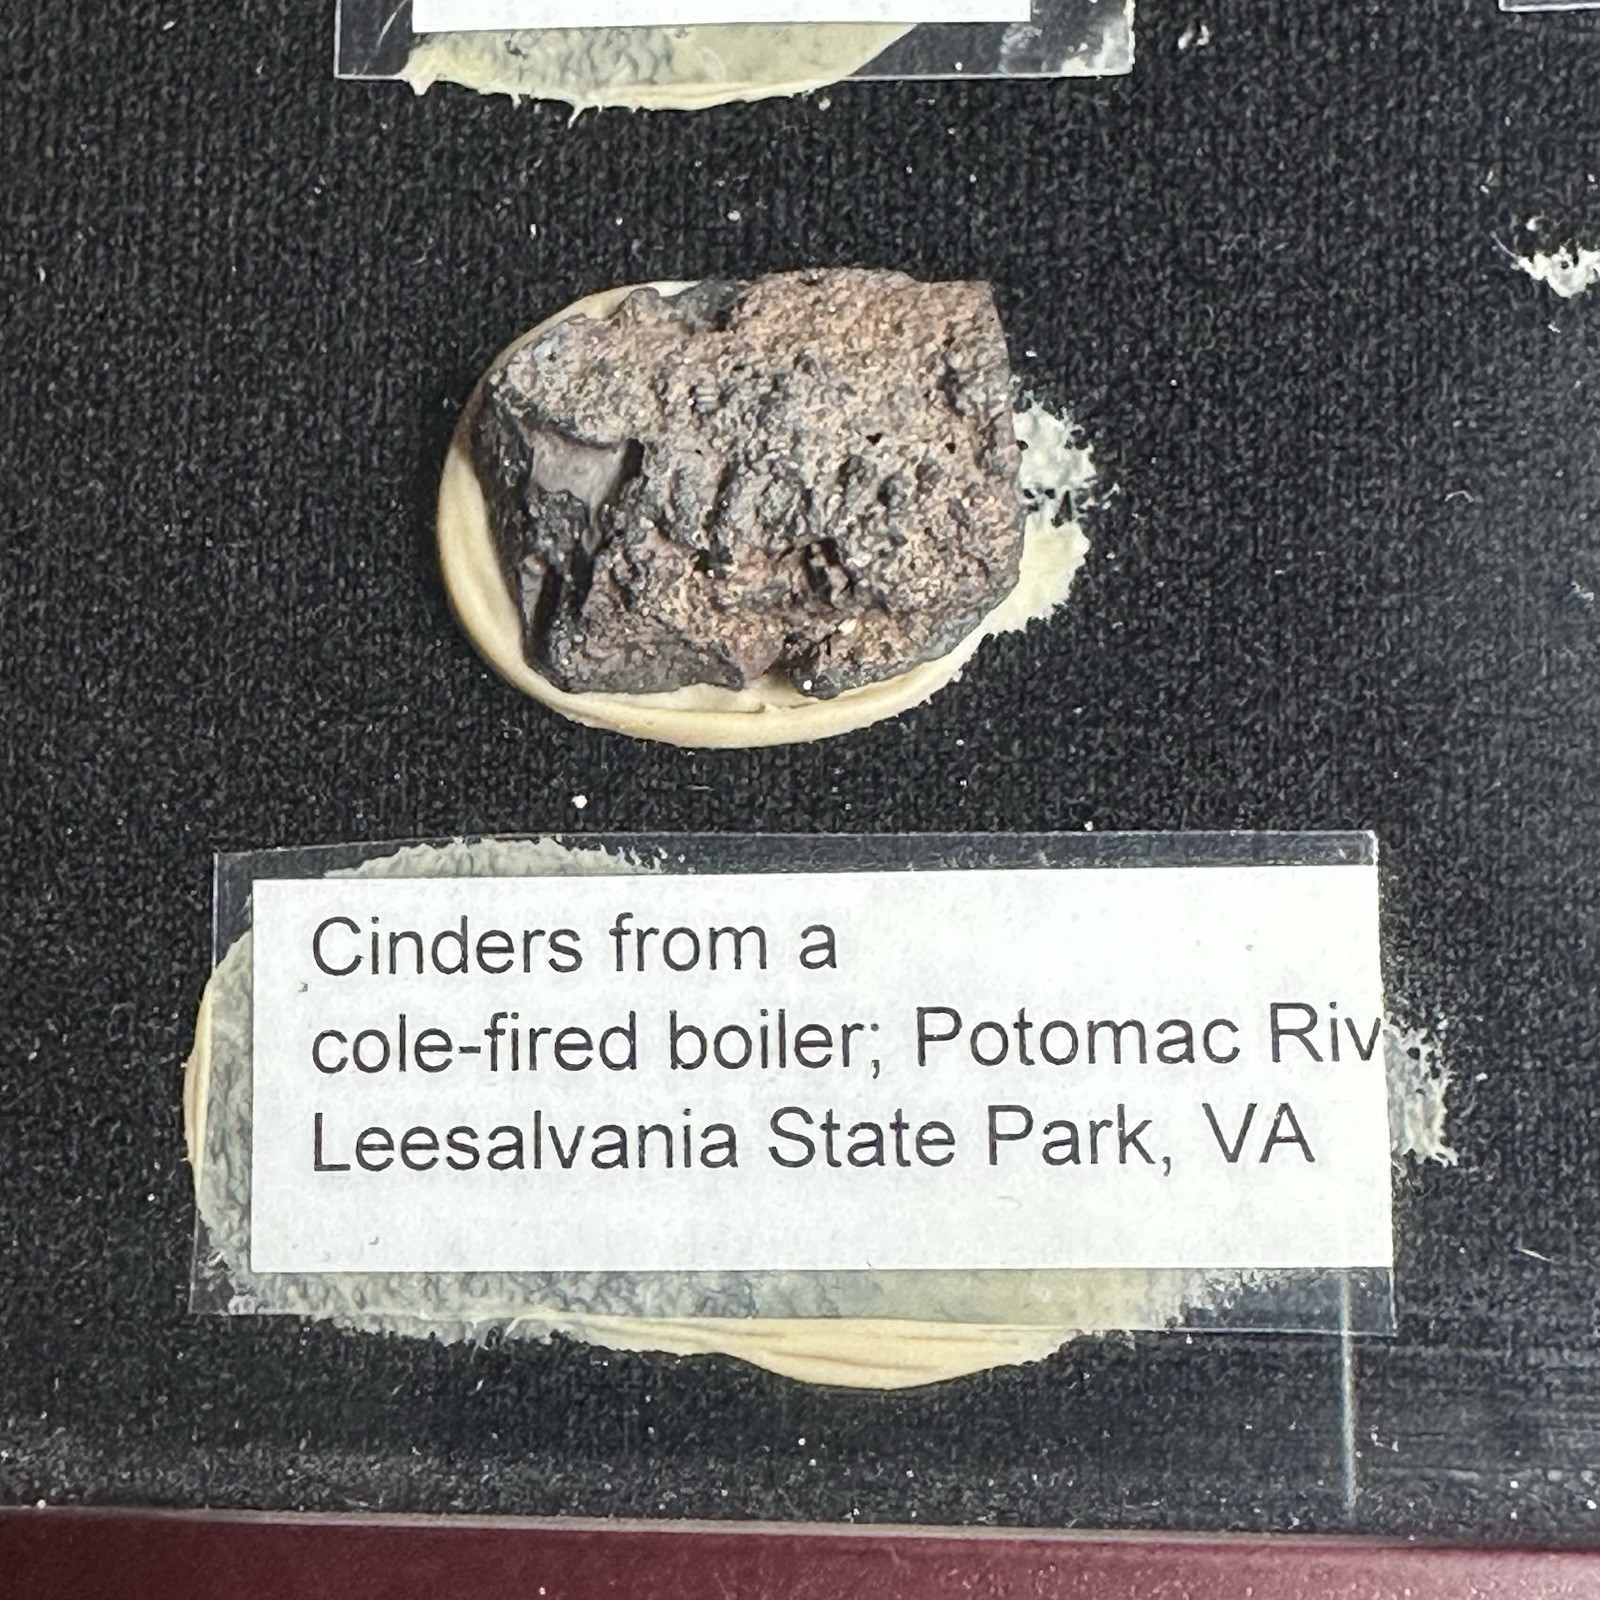 Cinders from a
cole-fired boiler; Potomac Riv
Leesalvania State Park, VA